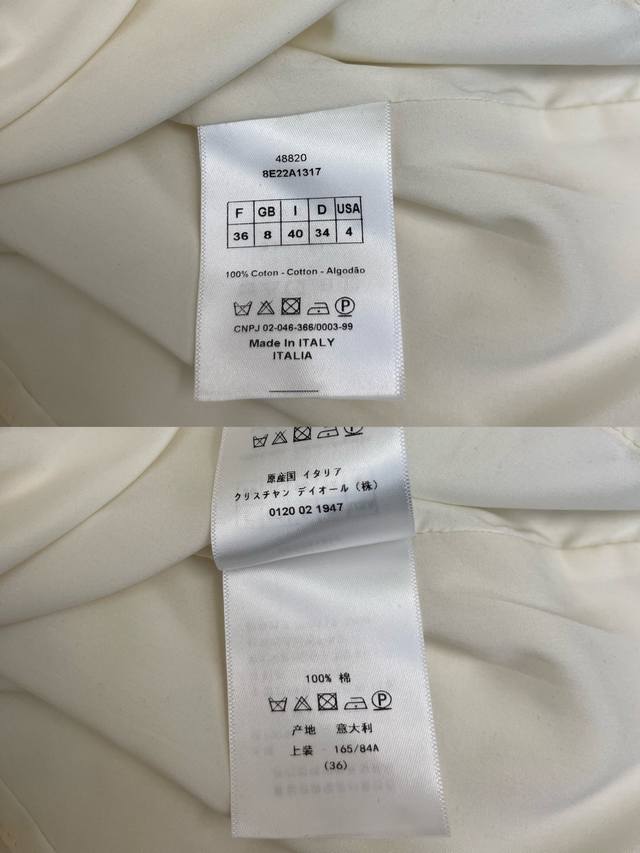 48820
8E22A1317
F GB I D USA
36 8 40 34 4
100% Coton - Cotton - Algodão
P
CNPJ 02-046-366/0003-99
Made In ITALY
ITALIA
原産国 イタリア
クリスチャン デイオール (株)
0120 02 1947
100% 棉
P
产地 意大利
上装 165/84A
(36)